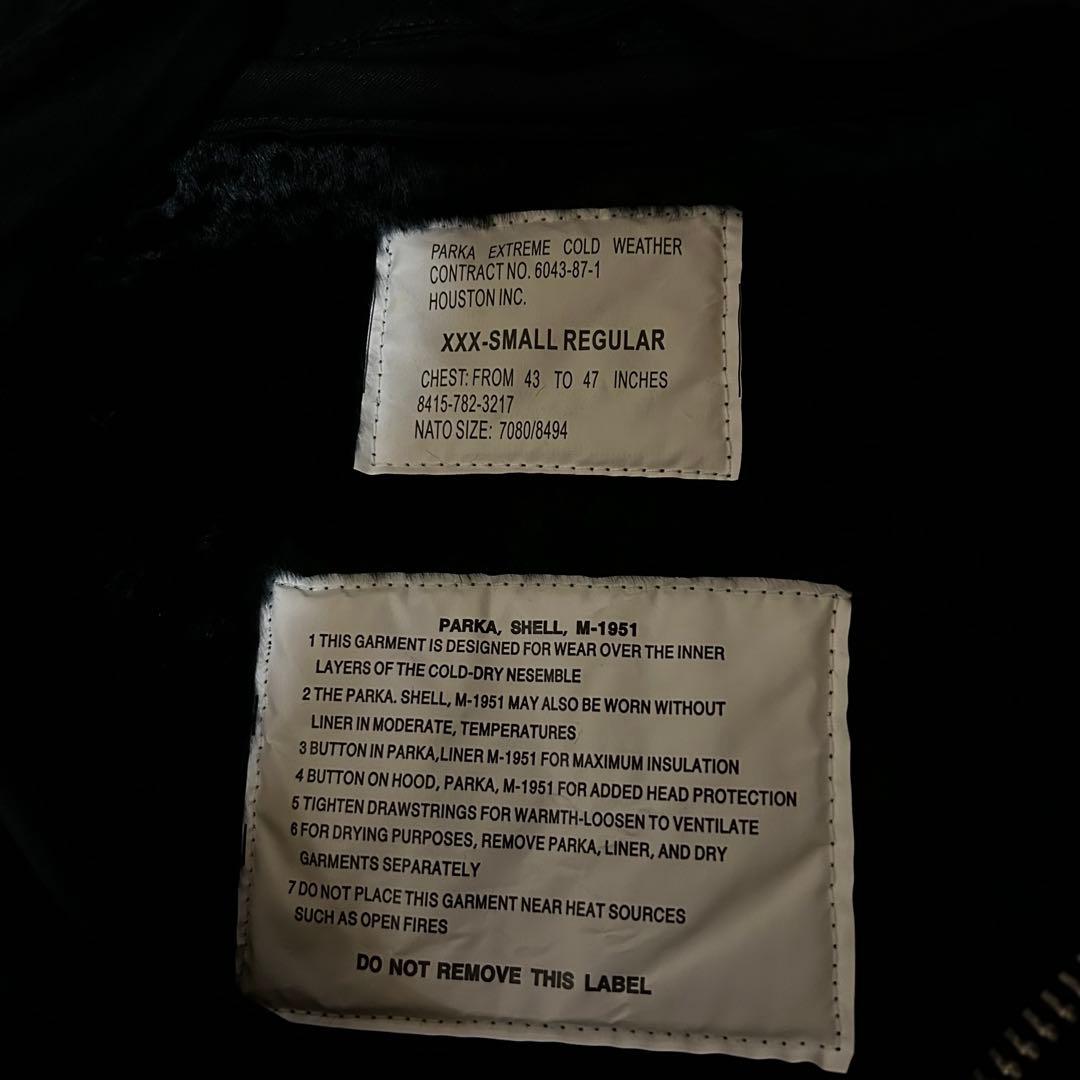 PARKA EXTREME COLD WEATHER
CONTRACT NO. 6043-87-1
HOUSTON INC.
XXX-SMALL REGULAR
CHEST: FROM 43 TO 47 INCHES
8415-782-3217
NATO SIZE: 7080/8494
PARKA, SHELL, M-1951
1 THIS GARMENT IS DESIGNED FOR WEAR OVER THE INNER
LAYERS OF THE COLD-DRY NESEMBLE
2 THE PARKA. SHELL, M-1951 MAY ALSO BE WORN WITHOUT
LINER IN MODERATE, TEMPERATURES
3 BUTTON IN PARKA,LINER M-1951 FOR MAXIMUM INSULATION
4 BUTTON ON HOOD, PARKA, M-1951 FOR ADDED HEAD PROTECTION
5 TIGHTEN DRAWSTRINGS FOR WARMTH-LOOSEN TO VENTILATE
6 FOR DRYING PURPOSES, REMOVE PARKA, LINER, AND DRY
GARMENTS SEPARATELY
7 DO NOT PLACE THIS GARMENT NEAR HEAT SOURCES
SUCH AS OPEN FIRES
DO NOT REMOVE THIS LABEL